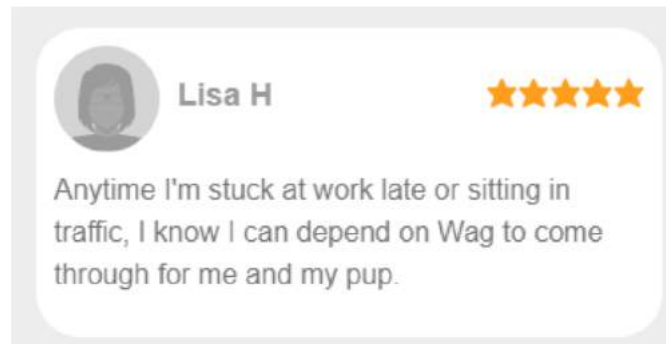 Lisa H
Anytime I'm stuck at work late or sitting in
traffic, I know I can depend on Wag to come
through for me and my pup.